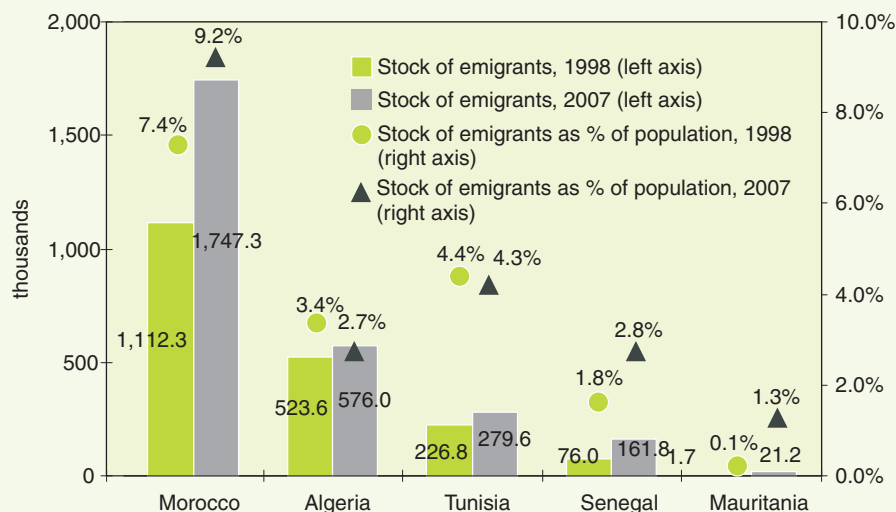 2,000
1,500
1,000
500
0
thousands
10.0%
8.0%
6.0%
4.0%
2.0%
0.0%
Stock of emigrants, 1998 (left axis)
Stock of emigrants, 2007 (left axis)
Stock of emigrants as % of population, 1998
(right axis)
Stock of emigrants as % of population, 2007
(right axis)
7.4%
9.2%
1,112.3
1,747.3
3.4%
2.7%
523.6
576.0
4.4%
4.3%
226.8
279.6
1.8%
2.8%
76.0
161.8
0.1%
1.3%
1.7
21.2
Morocco
Algeria
Tunisia
Senegal
Mauritania